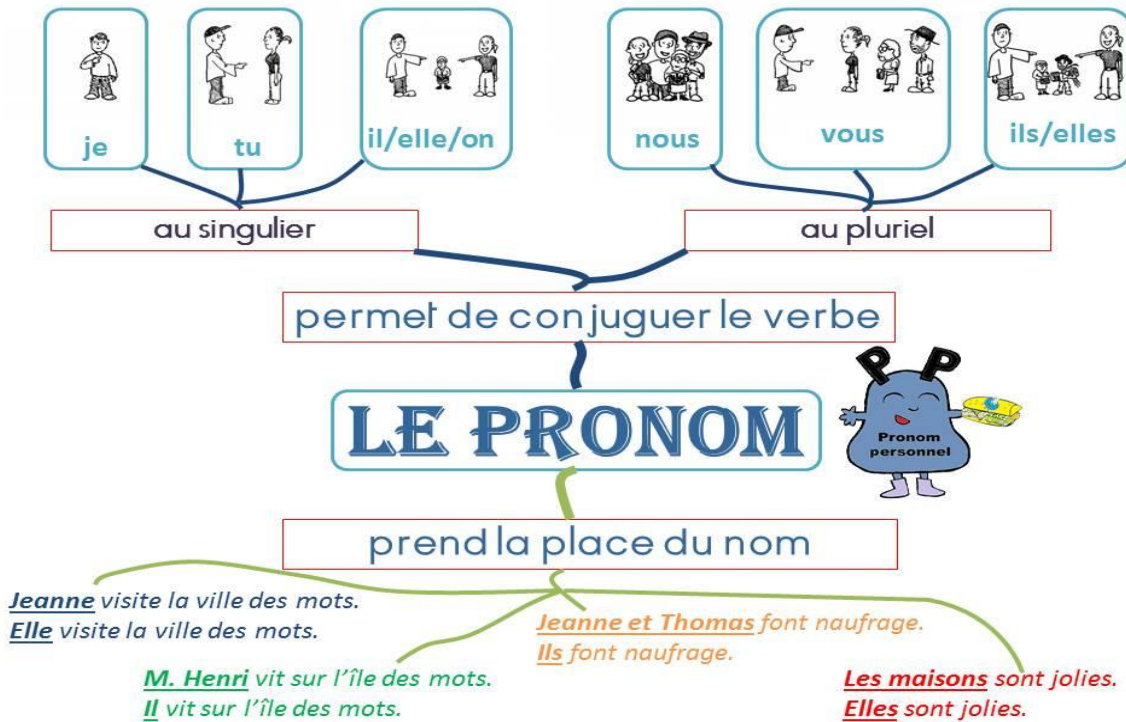 je
tu
il/elle/on
nous
vous
ils/elles
au singulier
au pluriel
permet de conjuguer le verbe
LE PRONOM
P P
Pronom
personnel
prend la place du nom
Jeanne visite la ville des mots.
Elle visite la ville des mots.
Jeanne et Thomas font naufrage.
Ils font naufrage.
M. Henri vit sur l'île des mots.
Il vit sur l'île des mots.
Les maisons sont jolies.
Elles sont jolies.